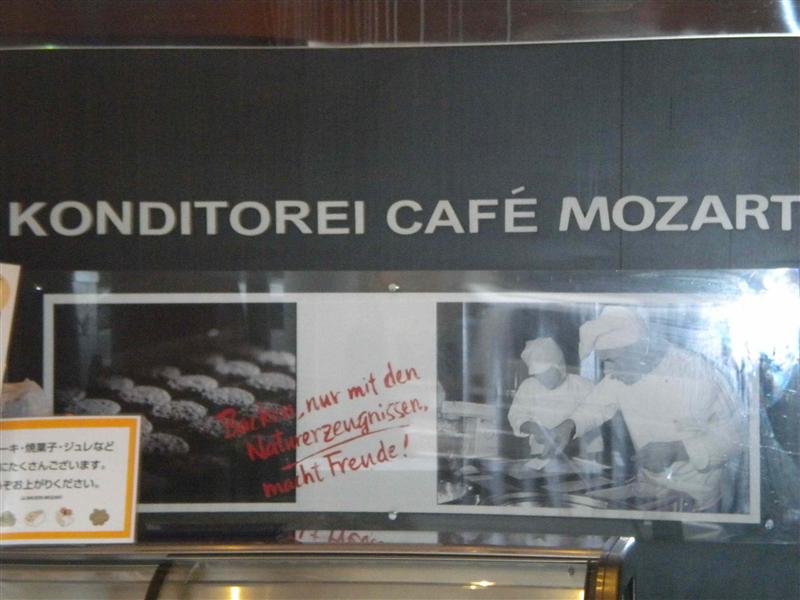 KONDITOREI CAFÉ MOZART
Backen, nur mit den
Naturerzeugnissen,
macht Freude!
ーキ・焼菓子・ジュレなど
にたくさんございます。
ぞお上がりください。